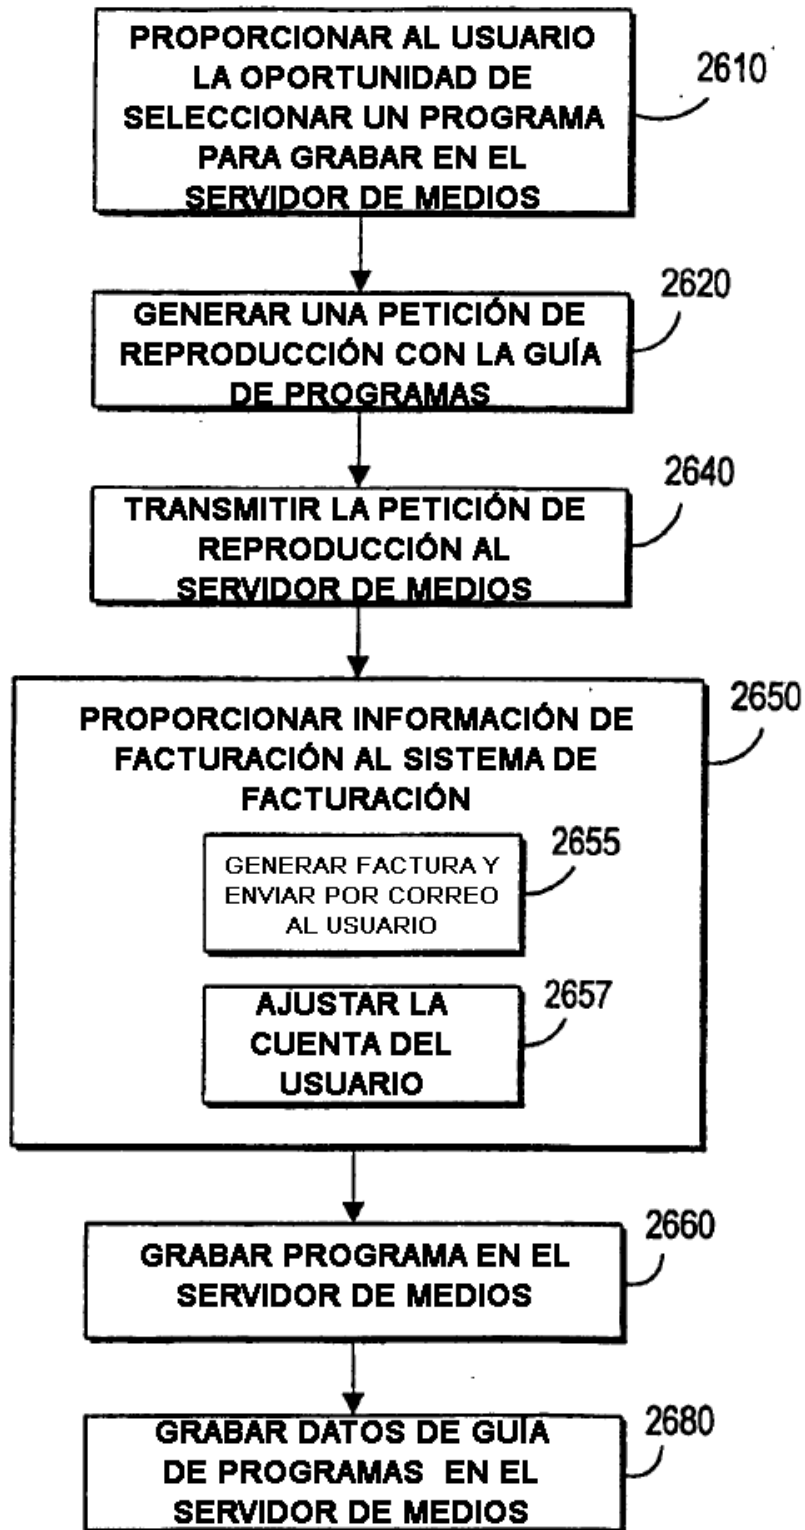 PROPORCIONAR AL USUARIO
LA OPORTUNIDAD DE
SELECCIONAR UN PROGRAMA
PARA GRABAR EN EL
SERVIDOR DE MEDIOS
2610
GENERAR UNA PETICIÓN DE
REPRODUCCIÓN CON LA GUÍA
DE PROGRAMAS
2620
TRANSMITIR LA PETICIÓN DE
REPRODUCCIÓN AL
SERVIDOR DE MEDIOS
2640
PROPORCIONAR INFORMACIÓN DE
FACTURACIÓN AL SISTEMA DE
FACTURACIÓN
2650
GENERAR FACTURA Y
ENVIAR POR CORREO
AL USUARIO
2655
AJUSTAR LA
CUENTA DEL
USUARIO
2657
GRABAR PROGRAMA EN EL
SERVIDOR DE MEDIOS
2660
GRABAR DATOS DE GUÍA
DE PROGRAMAS EN EL
SERVIDOR DE MEDIOS
2680